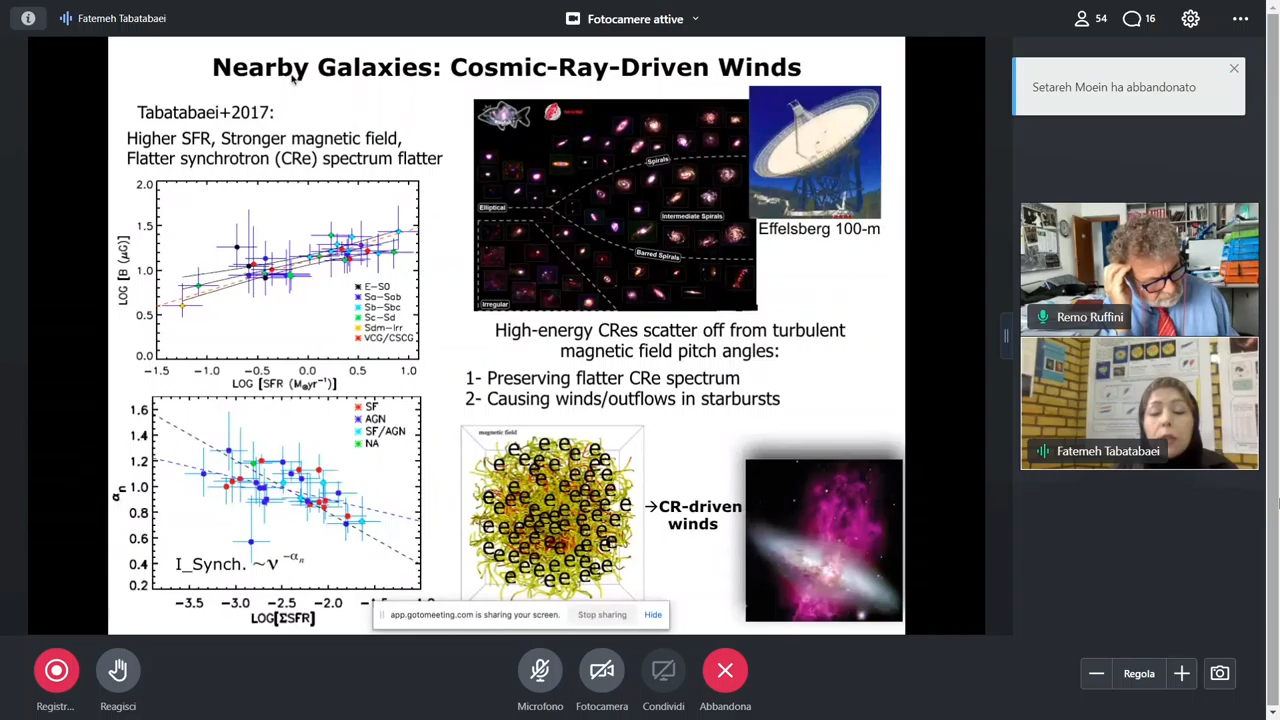 Fatemeh Tabatabaei
Fotocamere attive
54
16
Nearby Galaxies: Cosmic-Ray-Driven Winds
Tabatabaei+2017:
Higher SFR, Stronger magnetic field,
Flatter synchrotron (CRe) spectrum flatter
2.0
1.5
1.0
0.5
0.0
LOG [B (μG)]
E-S0
Sa-Sab
Sb-Sbc
Sc-Sd
Sdm-Irr
VCG/CSCG
-1.5 -1.0 -0.5 0.0 0.5 1.0
LOG [SFR (M⊙yr⁻¹)]
1.6
1.4
1.2
1.0
0.8
0.6
0.4
0.2
αn
SF
AGN
SF/AGN
NA
I_Synch. ~ν^-αn
-3.5 -3.0 -2.5 -2.0
LOG[ΣSFR]
Spirals
Elliptical
Intermediate Spirals
Barred Spirals
Irregular
Effelsberg 100-m
High-energy CRes scatter off from turbulent
magnetic field pitch angles:
1- Preserving flatter CRe spectrum
2- Causing winds/outflows in starbursts
magnetic field
→CR-driven
winds
app.gotomeeting.com is sharing your screen.
Stop sharing
Hide
Setareh Moein ha abbandonato
Remo Ruffini
Fatemeh Tabatabaei
Registr...
Reagisci
Microfono
Fotocamera
Condividi
Abbandona
Regola